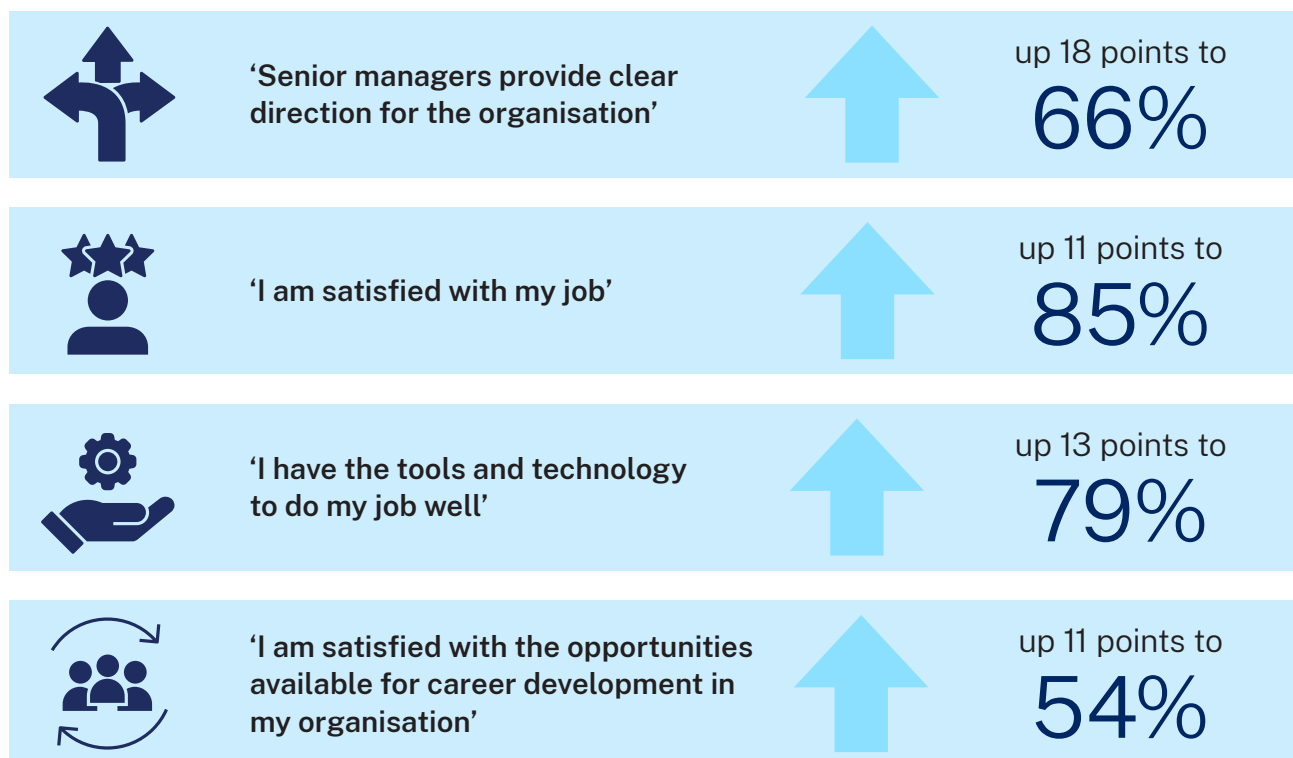 ‘Senior managers provide clear
direction for the organisation’
up 18 points to
66%
‘I am satisfied with my job’
up 11 points to
85%
‘I have the tools and technology
to do my job well’
up 13 points to
79%
‘I am satisfied with the opportunities
available for career development in
my organisation’
up 11 points to
54%